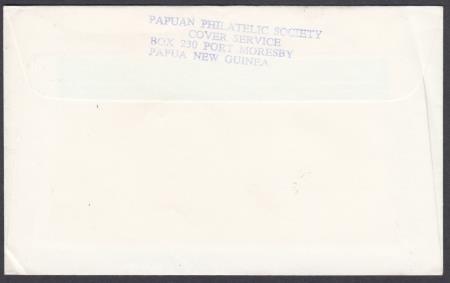 PAPUAN PHILATELIC SOCIETY
COVER SERVICE
BOX 230 PORT MORESBY
PAPUA NEW GUINEA